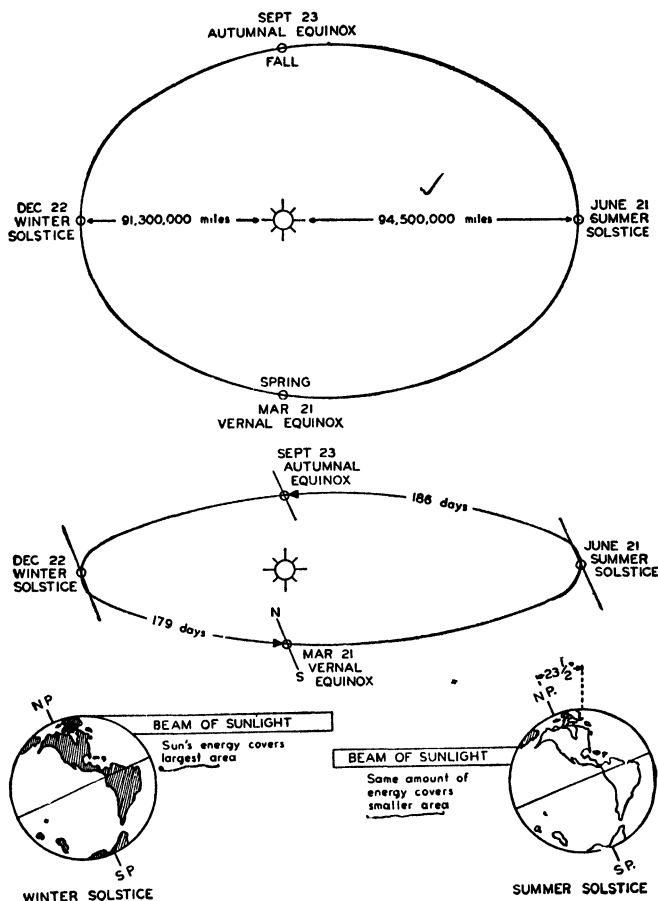 SEPT 23
AUTUMNAL EQUINOX
FALL
DEC 22
WINTER
SOLSTICE
91,300,000 miles
94,500,000 miles
JUNE 21
SUMMER
SOLSTICE
SPRING
MAR 21
VERNAL EQUINOX
SEPT 23
AUTUMNAL
EQUINOX
186 days
DEC 22
WINTER
SOLSTICE
JUNE 21
SUMMER
SOLSTICE
179 days
N
MAR 21
VERNAL
EQUINOX
S
N.P.
BEAM OF SUNLIGHT
Sun's energy covers
largest area
S.P.
WINTER SOLSTICE
23 1/2°
N.P.
BEAM OF SUNLIGHT
Same amount of
energy covers
smaller area
S.P.
SUMMER SOLSTICE